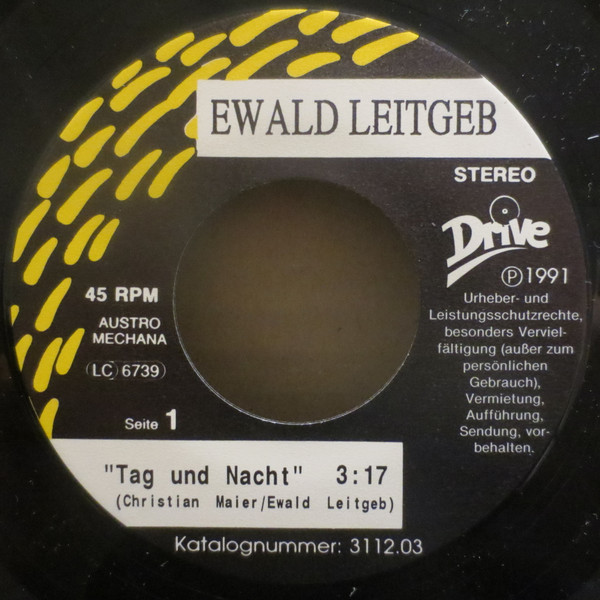 EWALD LEITGEB
STEREO
Drive
Ⓟ1991
Urheber- und
Leistungsschutzrechte,
besonders Verviel-
fältigung (außer zum
persönlichen
Gebrauch),
Vermietung,
Aufführung,
Sendung, vor-
behalten.
45 RPM
AUSTRO
MECHANA
LC 6739
Seite 1
"Tag und Nacht" 3:17
(Christian Maier/Ewald Leitgeb)
Katalognummer: 3112.03